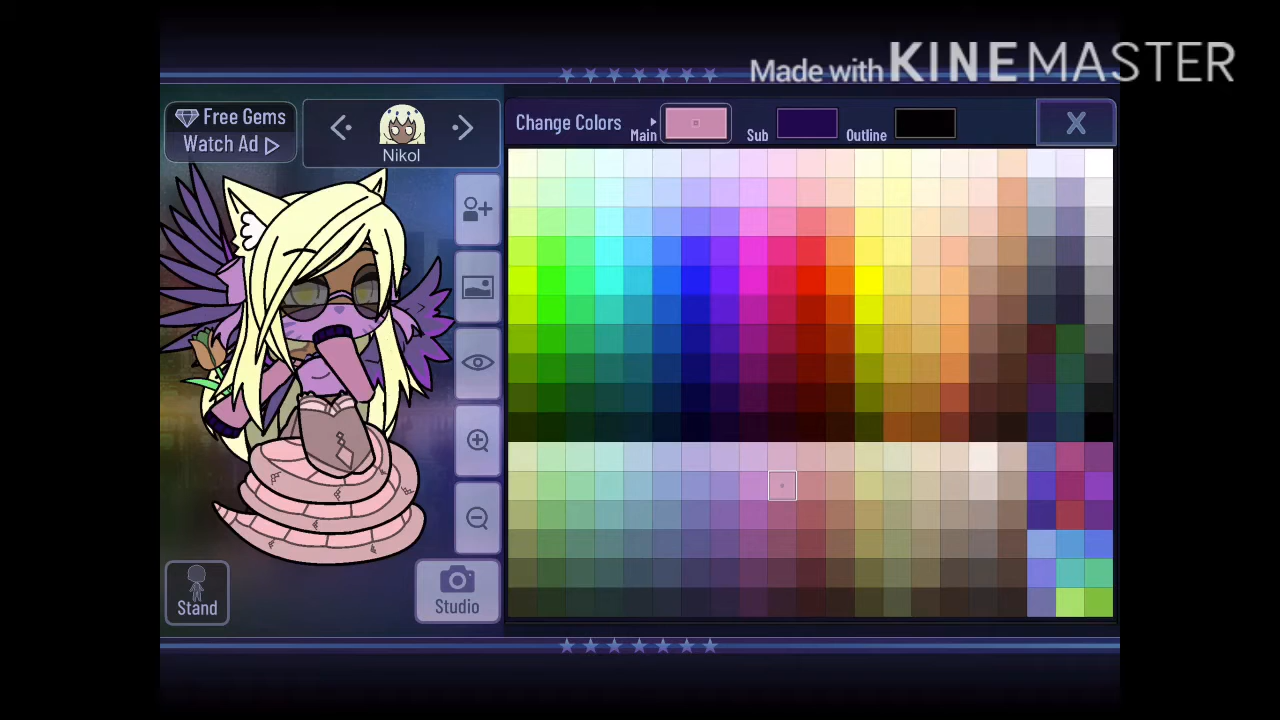 Made with KINEMASTER
Free Gems
Watch Ad
Nikol
Change Colors
Main
Sub
Outline
X
Stand
Studio